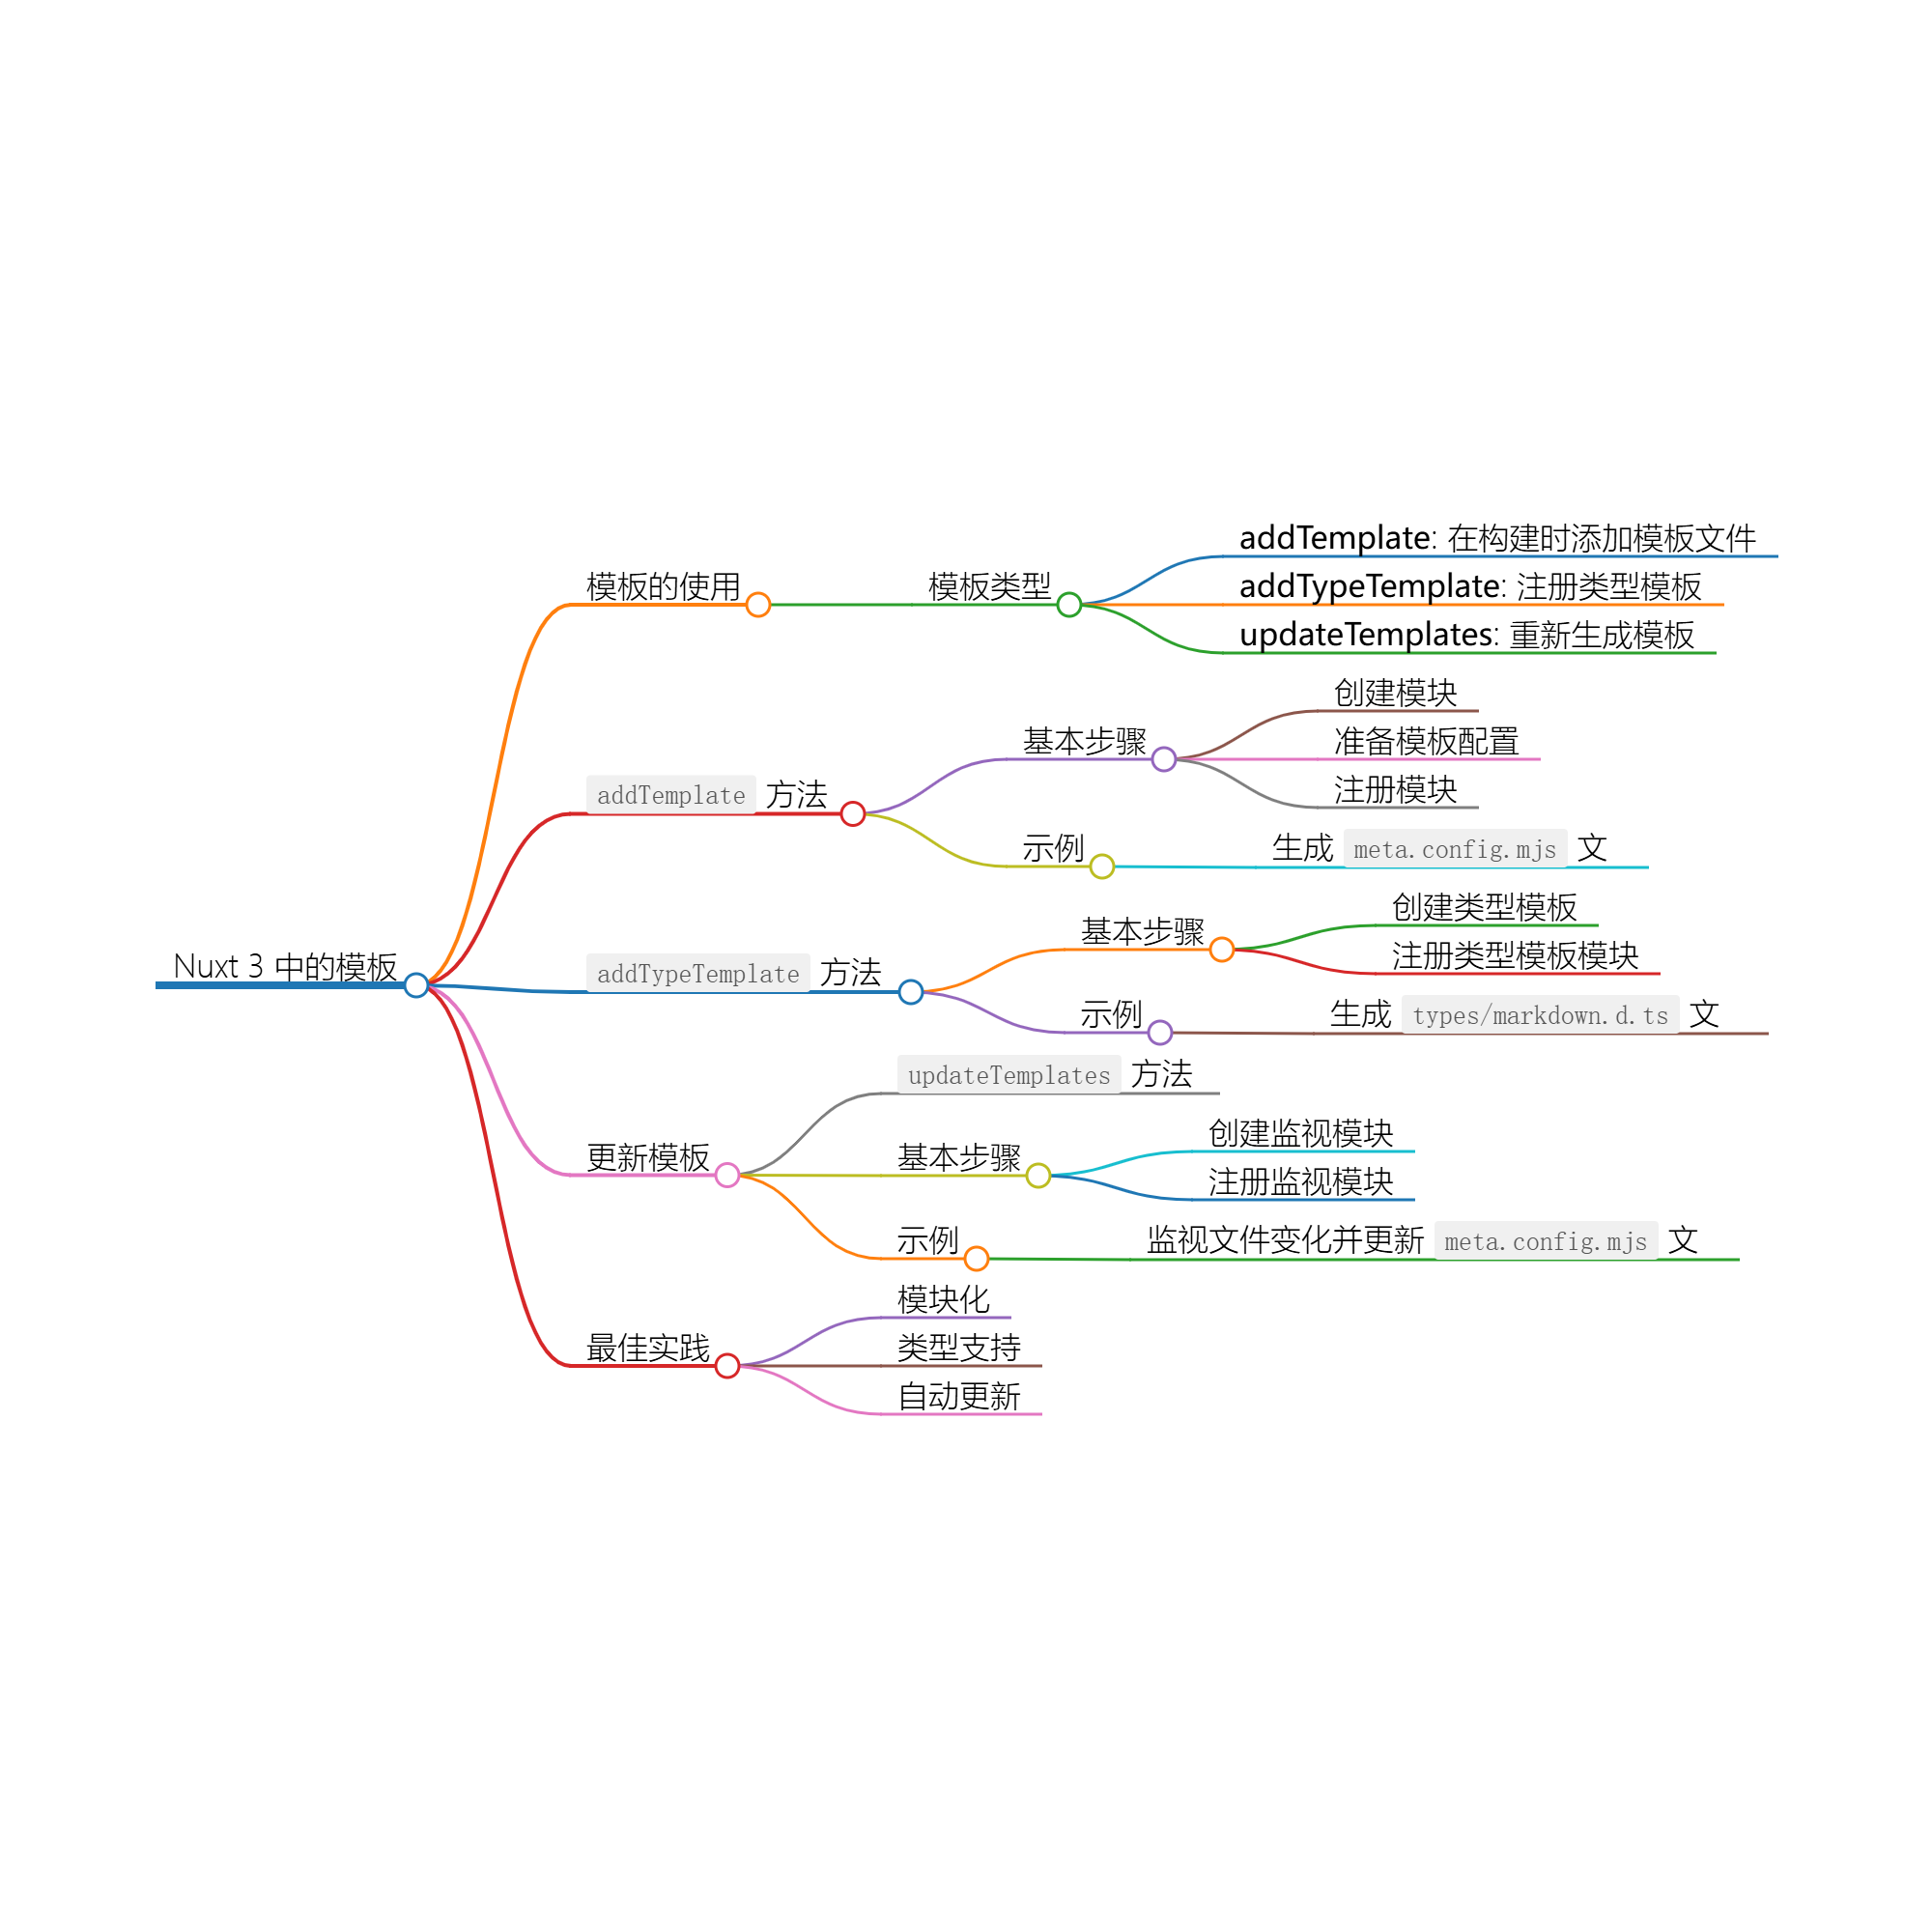 Nuxt 3 中的模板
模板的使用
模板类型
addTemplate: 在构建时添加模板文件
addTypeTemplate: 注册类型模板
updateTemplates: 重新生成模板
addTemplate 方法
基本步骤
创建模块
准备模板配置
注册模块
示例
生成 meta.config.mjs 文
addTypeTemplate 方法
基本步骤
创建类型模板
注册类型模板模块
示例
生成 types/markdown.d.ts 文
更新模板
updateTemplates 方法
基本步骤
创建监视模块
注册监视模块
示例
监视文件变化并更新 meta.config.mjs 文
最佳实践
模块化
类型支持
自动更新